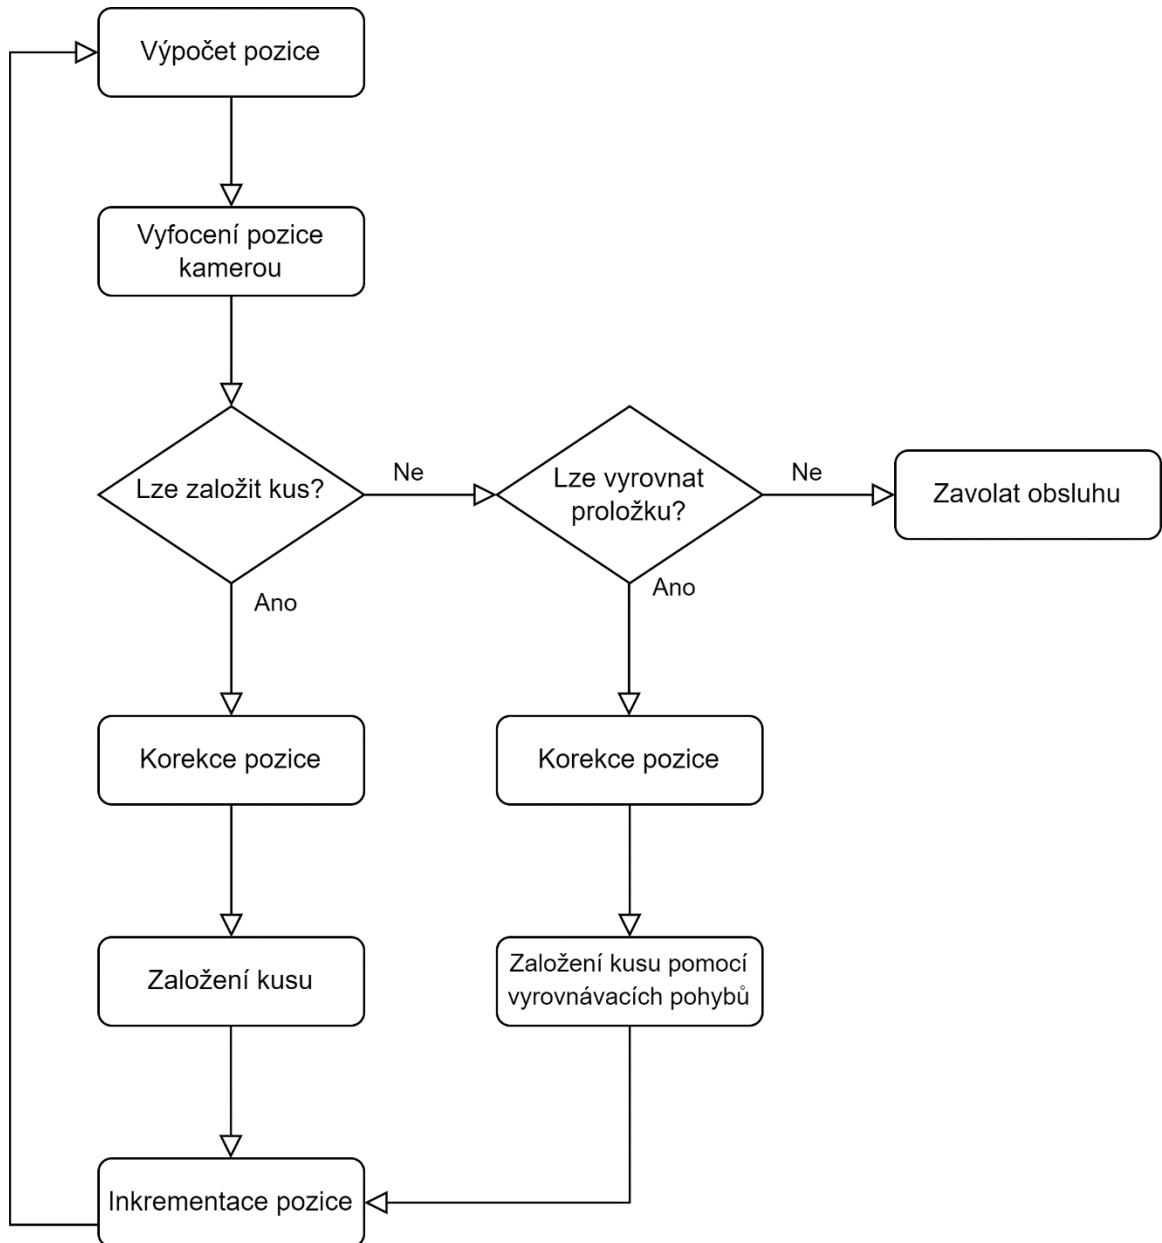 Výpočet pozice
Vyfocení pozice
kamerou
Lze založit kus?
Ne
Lze vyrovnat
proložku?
Ne
Zavolat obsluhu
Ano
Ano
Korekce pozice
Korekce pozice
Založení kusu
Založení kusu pomocí
vyrovnávacích pohybů
Inkrementace pozice